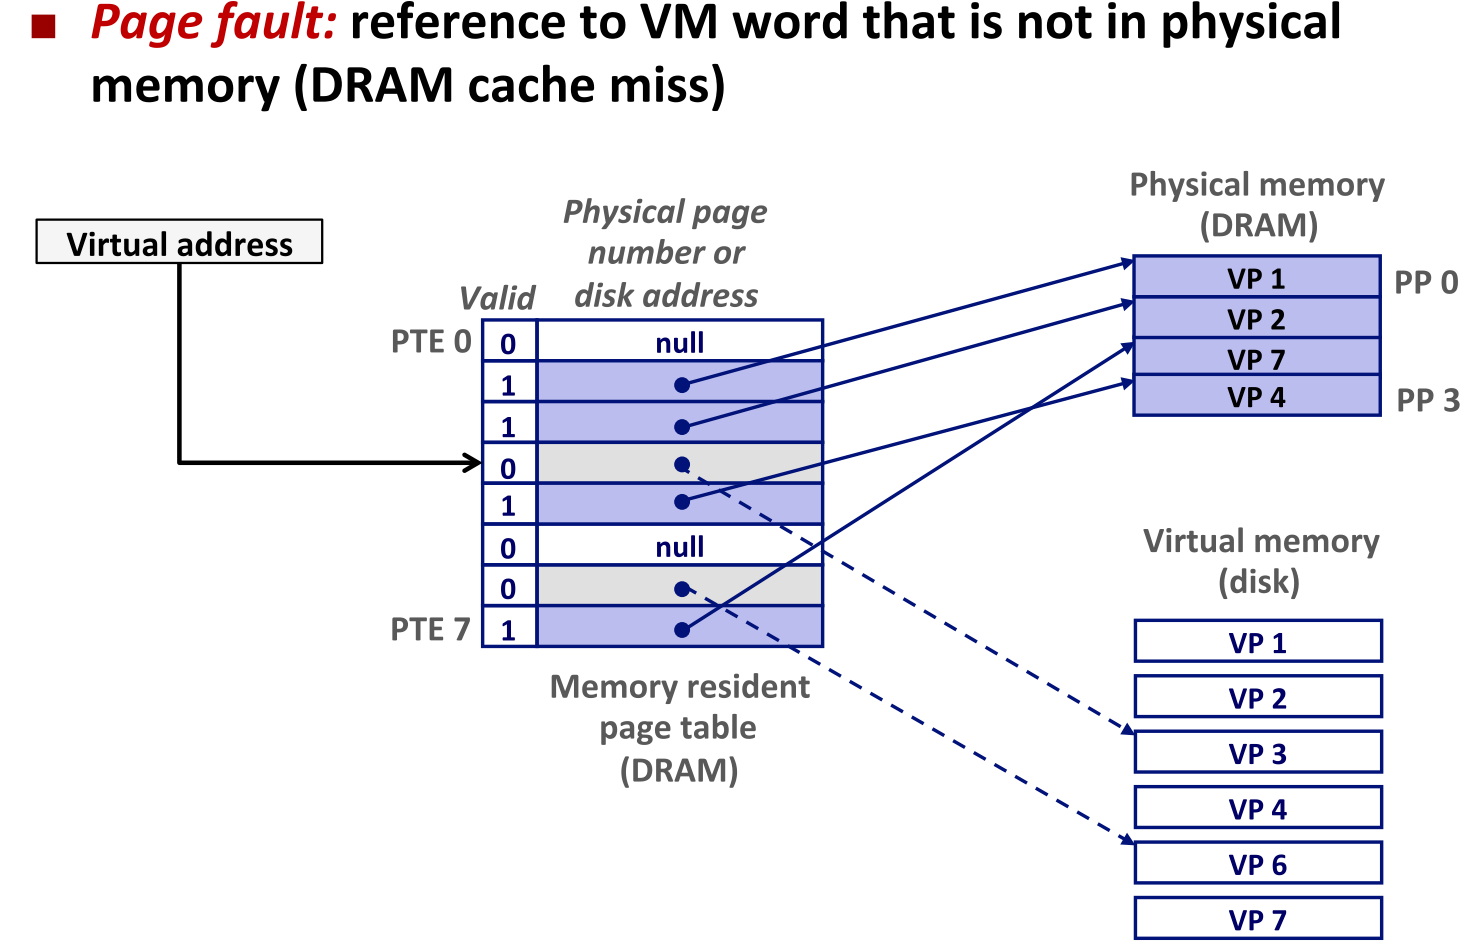 Page fault: reference to VM word that is not in physical
memory (DRAM cache miss)
Virtual address
Physical page
number or
disk address
Valid
PTE 0
0
null
1
1
0
1
0
null
0
PTE 7
1
Memory resident
page table
(DRAM)
Physical memory
(DRAM)
VP 1
PP 0
VP 2
VP 7
VP 4
PP 3
Virtual memory
(disk)
VP 1
VP 2
VP 3
VP 4
VP 6
VP 7